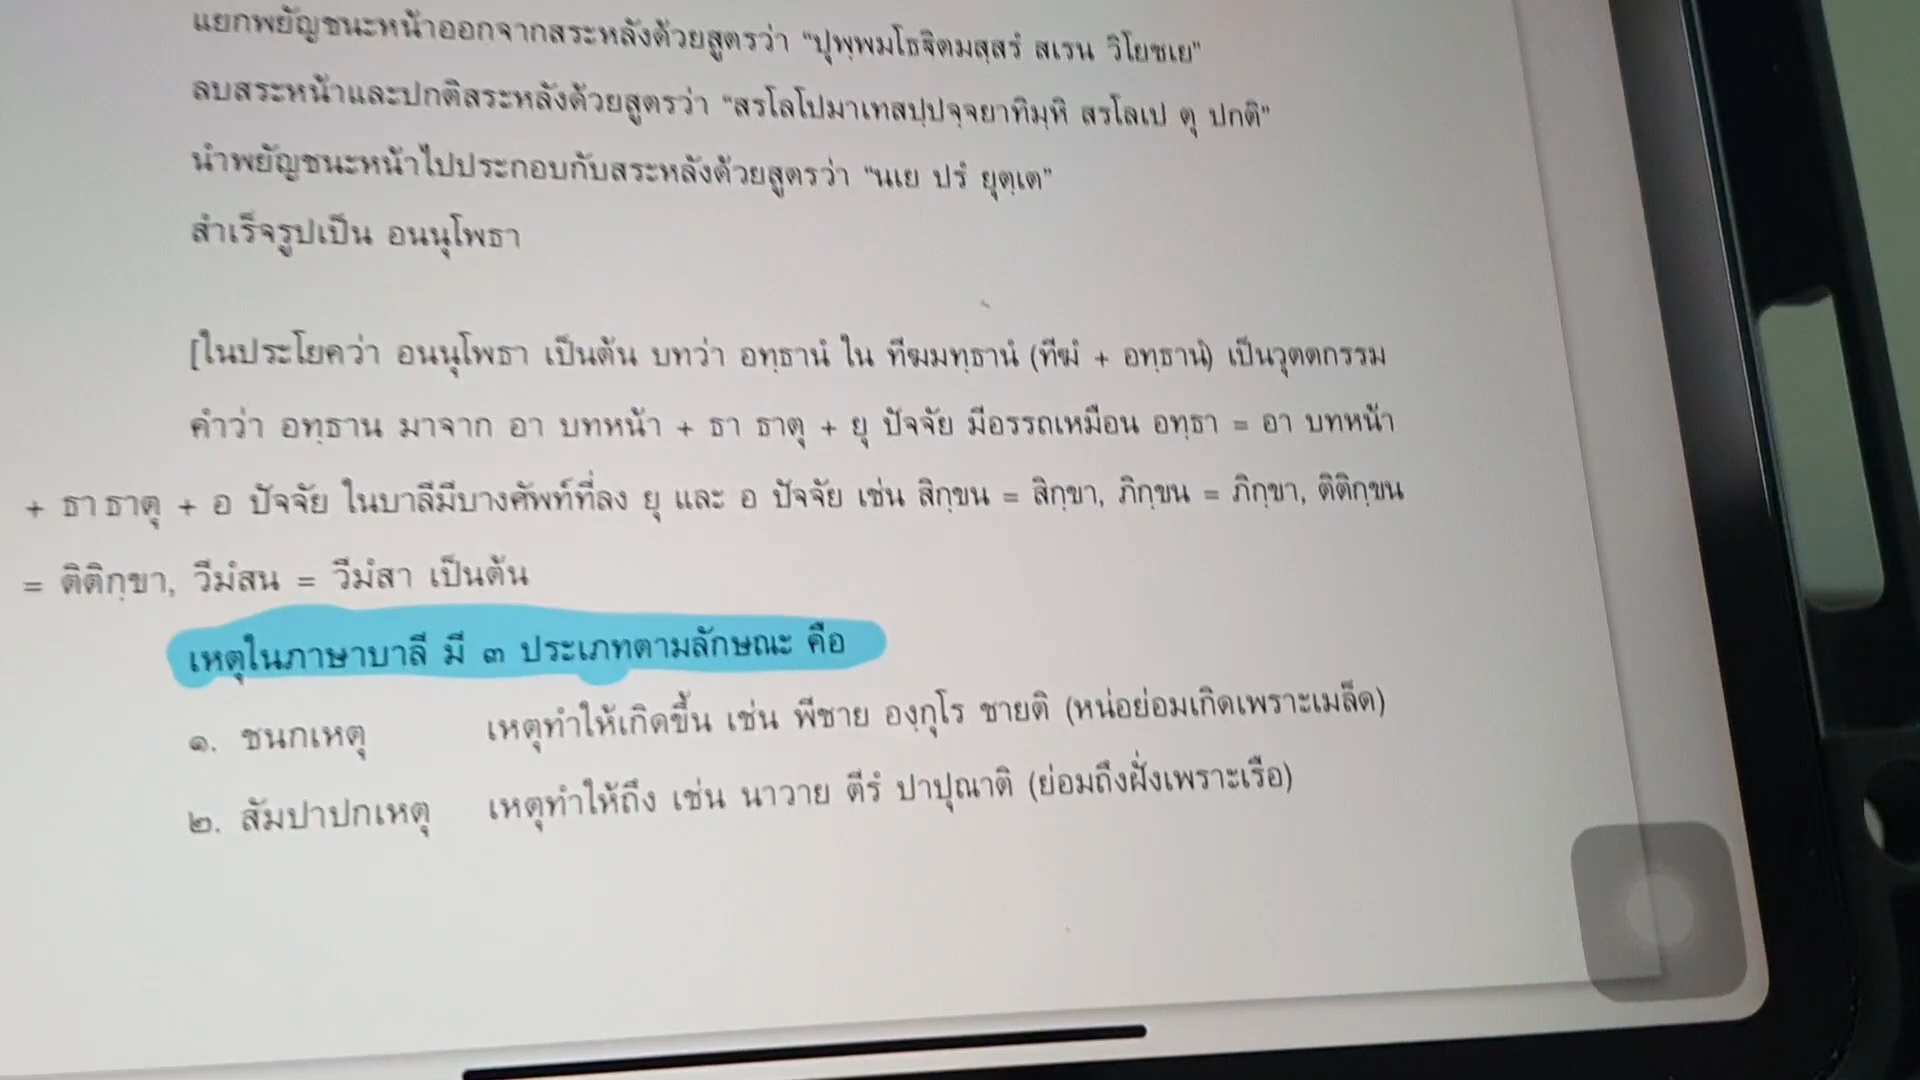 แยกพยัญชนะหน้าออกจากสระหลังด้วยสูตรว่า “ปุพฺพมโธฐิตมสฺสรํ สเรน วิโยชเย”
ลบสระหน้าและปกติสระหลังด้วยสูตรว่า “สรโลโปมาเทสปฺปจฺจยาทิมฺหิ สรโลเป ตุ ปกติ”
นำพยัญชนะหน้าไปประกอบกับสระหลังด้วยสูตรว่า “นเย ปรํ ยุตฺเต”
สำเร็จรูปเป็น อนนุโพธา
[ในประโยคว่า อนนุโพธา เป็นต้น บทว่า อทฺธานํ ใน ทีฆมทฺธานํ (ทีฆํ + อทฺธานํ) เป็นวุตตกรรม
คำว่า อทฺธาน มาจาก อา บทหน้า + ธา ธาตุ + ยุ ปัจจัย มีอรรถเหมือน อทฺธา = อา บทหน้า
+ ธา ธาตุ + อ ปัจจัย ในบาลีมีบางศัพท์ที่ลง ยุ และ อ ปัจจัย เช่น สิกฺขน = สิกฺขา, ภิกฺขน = ภิกฺขา, ติติกฺขน
= ติติกฺขา, วีมํสน = วีมํสา เป็นต้น
เหตุในภาษาบาลี มี ๓ ประเภทตามลักษณะ คือ
๑. ชนกเหตุ เหตุทำให้เกิดขึ้น เช่น พีชาย องฺกุโร ชายติ (หน่อย่อมเกิดเพราะเมล็ด)
๒. สัมปาปกเหตุ เหตุทำให้ถึง เช่น นาวาย ตีรํ ปาปุณาติ (ย่อมถึงฝั่งเพราะเรือ)